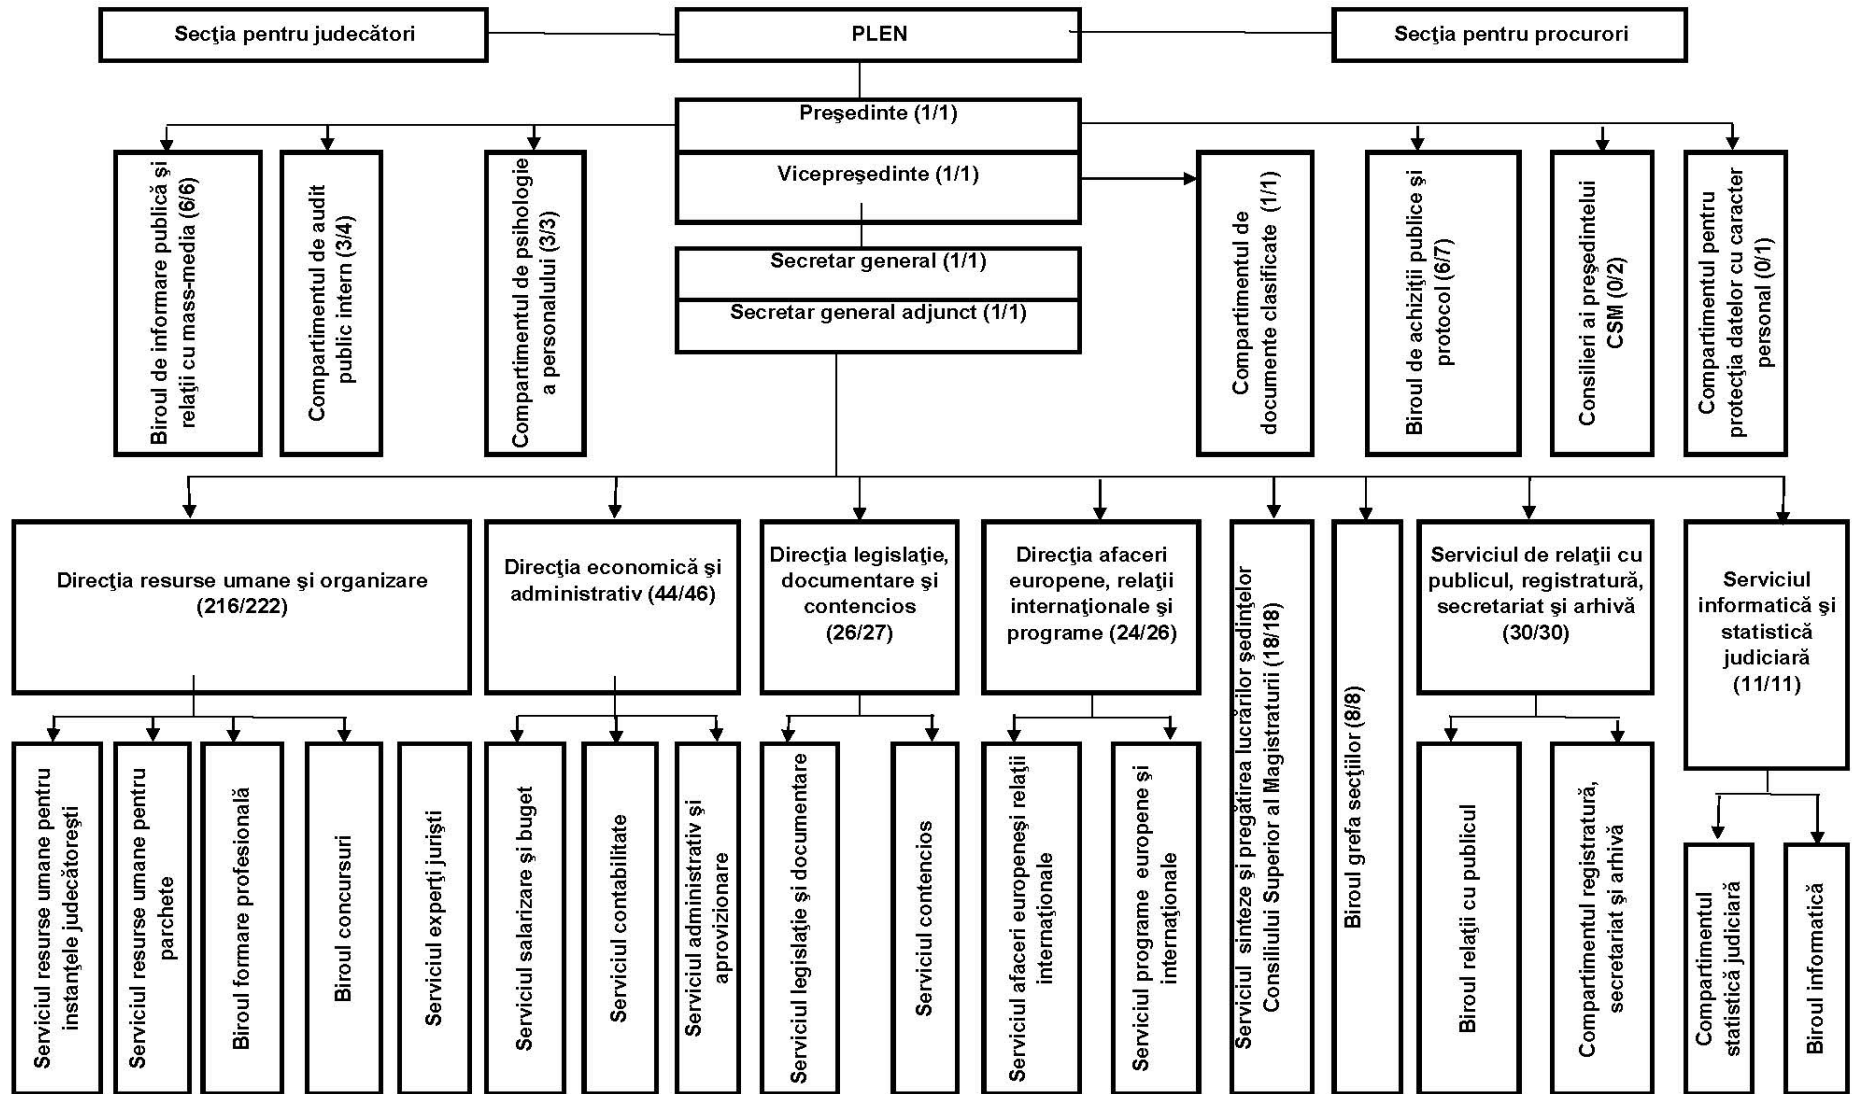 Secţia pentru judecători
PLEN
Secţia pentru procurori
Preşedinte (1/1)
Vicepreşedinte (1/1)
Secretar general (1/1)
Secretar general adjunct (1/1)
Biroul de informare publică şi
relaţii cu mass-media (6/6)
Compartimentul de audit
public intern (3/4)
Compartimentul de psihologie
a personalului (3/3)
Compartimentul de
documente clasificate (1/1)
Biroul de achiziţii publice şi
protocol (6/7)
Consilieri ai preşedintelui
CSM (0/2)
Compartimentul pentru
protecţia datelor cu caracter
personal (0/1)
Direcţia resurse umane şi organizare
(216/222)
Direcţia economică şi
administrativ (44/46)
Direcţia legislaţie,
documentare şi
contencios
(26/27)
Direcţia afaceri
europene, relaţii
internaţionale şi
programe (24/26)
Serviciul sinteze şi pregătirea lucrărilor şedinţelor
Consiliului Superior al Magistraturii (18/18)
Biroul grefa secţiilor (8/8)
Serviciul de relaţii cu
publicul, registratură,
secretariat şi arhivă
(30/30)
Serviciul
informatică şi
statistică
judiciară
(11/11)
Serviciul resurse umane pentru
instanţele judecătoreşti
Serviciul resurse umane pentru
parchete
Biroul formare profesională
Biroul concursuri
Serviciul experţi jurişti
Serviciul salarizare şi buget
Serviciul contabilitate
Serviciul administrativ şi
aprovizionare
Serviciul legislaţie şi documentare
Serviciul contencios
Serviciul afaceri europeneşi relaţii
internaţionale
Serviciul programe europene şi
internaţionale
Biroul relaţii cu publicul
Compartimentul registratură,
secretariat şi arhivă
Compartimentul
statistică judiciară
Biroul informatică